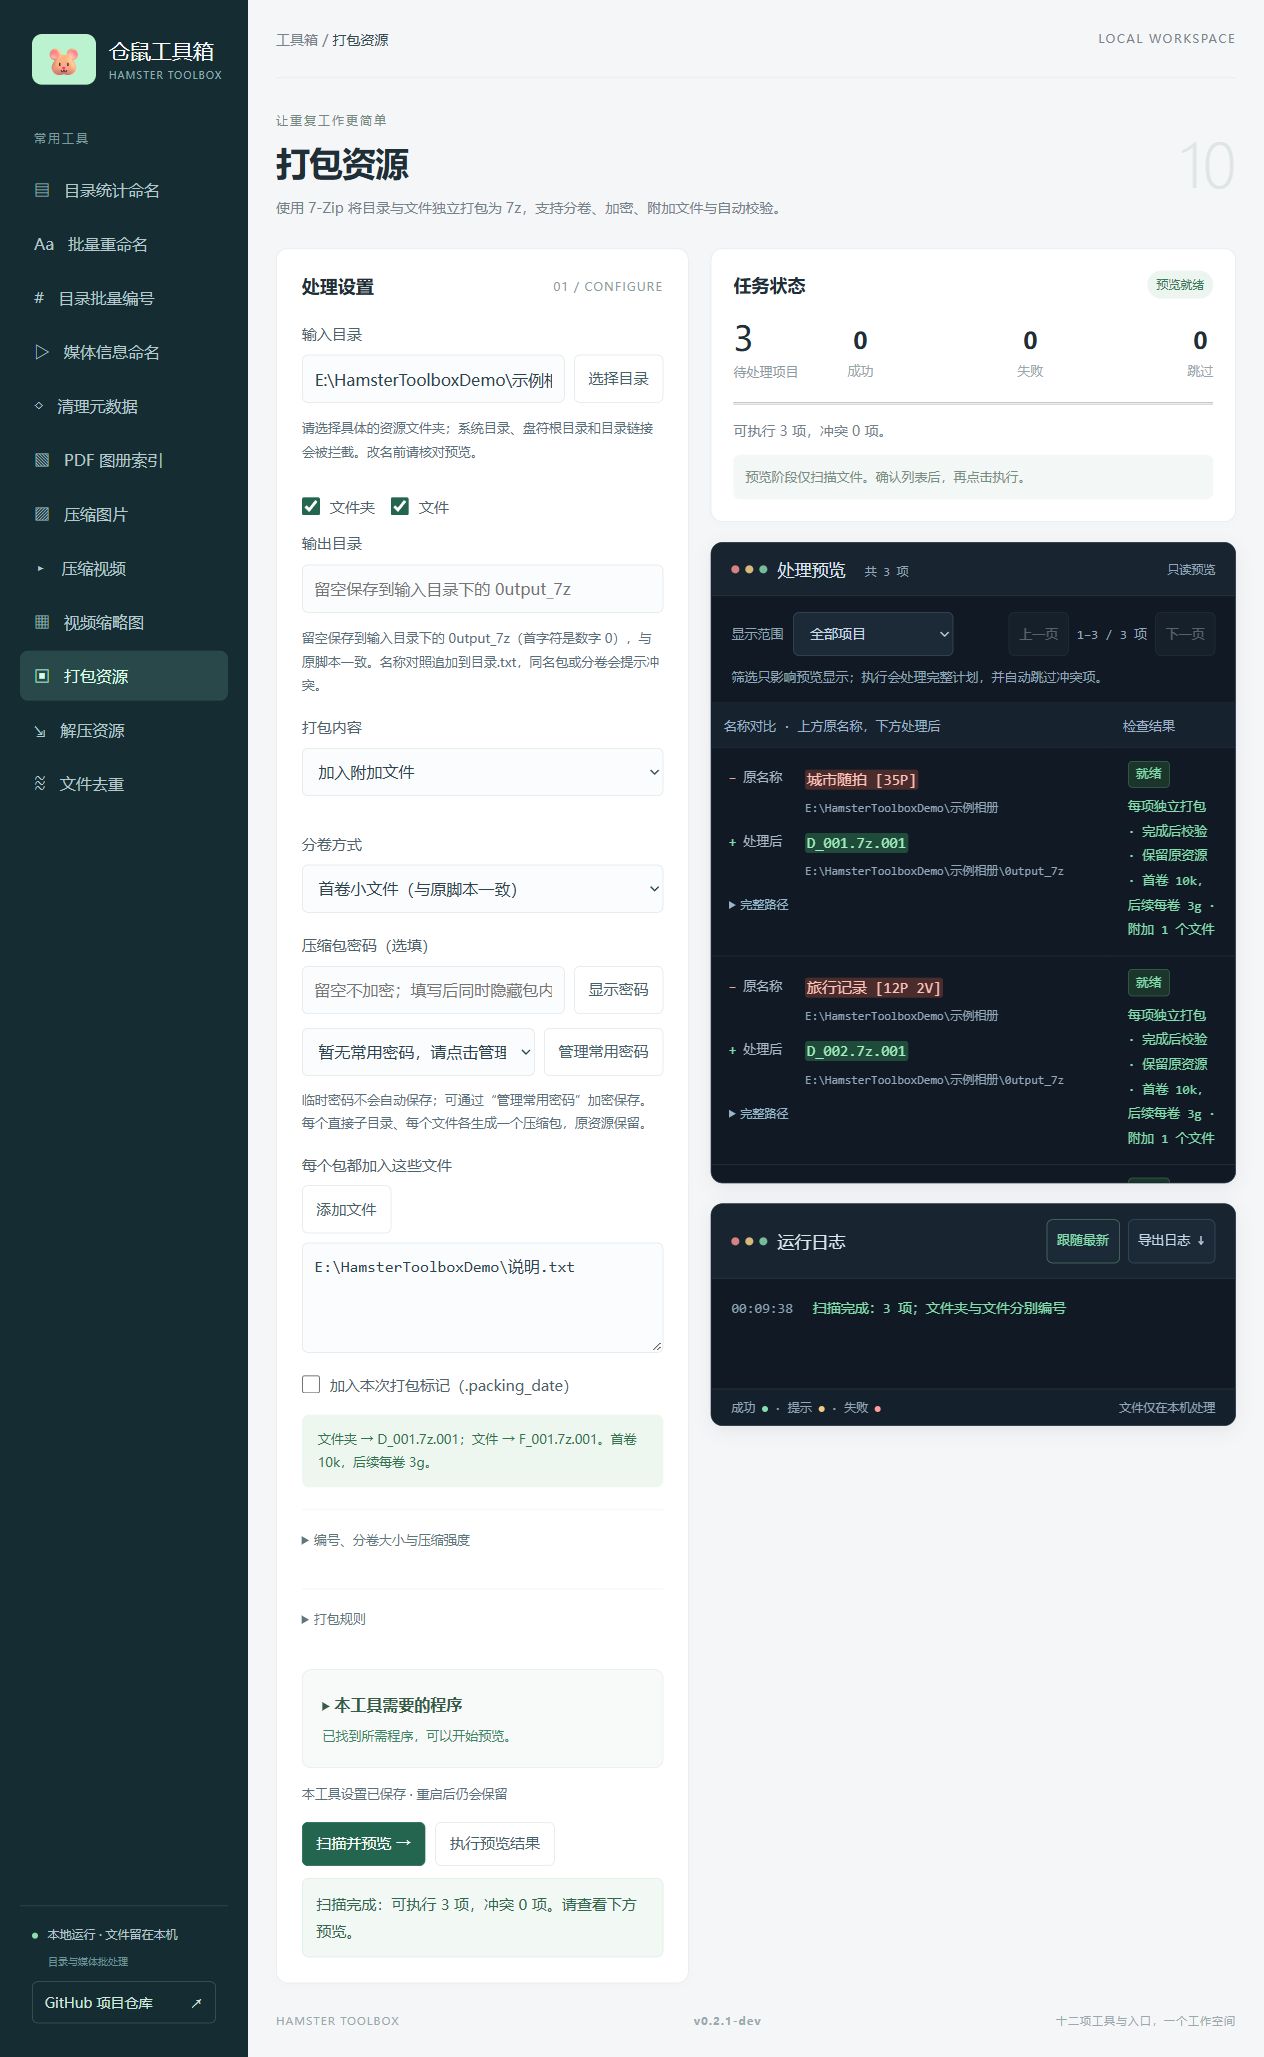 仓鼠工具箱
HAMSTER TOOLBOX
常用工具
目录统计命名
Aa 批量重命名
# 目录批量编号
媒体信息命名
清理元数据
PDF 图册索引
压缩图片
压缩视频
视频缩略图
打包资源
解压资源
文件去重
本地运行 · 文件留在本机
目录与媒体批处理
GitHub 项目仓库 ↗
工具箱 / 打包资源
LOCAL WORKSPACE
让重复工作更简单
打包资源
10
使用 7-Zip 将目录与文件独立打包为 7z，支持分卷、加密、附加文件与自动校验。
处理设置
01 / CONFIGURE
输入目录
E:\HamsterToolboxDemo\示例相
选择目录
请选择具体的资源文件夹；系统目录、盘符根目录和目录链接
会被拦截。改名前请核对预览。
文件夹 文件
输出目录
留空保存到输入目录下的 0utput_7z
留空保存到输入目录下的 0utput_7z（首字符是数字 0），与
原脚本一致。名称对照追加到目录.txt，同名包或分卷会提示冲
突。
打包内容
加入附加文件
分卷方式
首卷小文件（与原脚本一致）
压缩包密码（选填）
留空不加密；填写后同时隐藏包内
显示密码
暂无常用密码，请点击管理
管理常用密码
临时密码不会自动保存；可通过“管理常用密码”加密保存。
每个直接子目录、每个文件各生成一个压缩包，原资源保留。
每个包都加入这些文件
添加文件
E:\HamsterToolboxDemo\说明.txt
加入本次打包标记（.packing_date）
文件夹 → D_001.7z.001；文件 → F_001.7z.001。首卷
10k，后续每卷 3g。
▶ 编号、分卷大小与压缩强度
▶ 打包规则
▶ 本工具需要的程序
已找到所需程序，可以开始预览。
本工具设置已保存 · 重启后仍会保留
扫描并预览 →
执行预览结果
扫描完成：可执行 3 项，冲突 0 项。请查看下方
预览。
任务状态
预览就绪
3 0 0 0
待处理项目 成功 失败 跳过
可执行 3 项，冲突 0 项。
预览阶段仅扫描文件。确认列表后，再点击执行。
处理预览 共 3 项
只读预览
显示范围 全部项目 上一页 1–3 / 3 项 下一页
筛选只影响预览显示；执行会处理完整计划，并自动跳过冲突项。
名称对比 · 上方原名称，下方处理后
检查结果
− 原名称 城市随拍 [35P]
E:\HamsterToolboxDemo\示例相册
+ 处理后 D_001.7z.001
E:\HamsterToolboxDemo\示例相册\0utput_7z
▶ 完整路径
就绪
每项独立打包
· 完成后校验
· 保留原资源
· 首卷 10k，
后续每卷 3g ·
附加 1 个文件
− 原名称 旅行记录 [12P 2V]
E:\HamsterToolboxDemo\示例相册
+ 处理后 D_002.7z.001
E:\HamsterToolboxDemo\示例相册\0utput_7z
▶ 完整路径
就绪
每项独立打包
· 完成后校验
· 保留原资源
· 首卷 10k，
后续每卷 3g ·
附加 1 个文件
运行日志
跟随最新
导出日志 ↓
00:09:38 扫描完成：3 项；文件夹与文件分别编号
成功 · 提示 · 失败
文件仅在本机处理
HAMSTER TOOLBOX
v0.2.1-dev
十二项工具与入口，一个工作空间